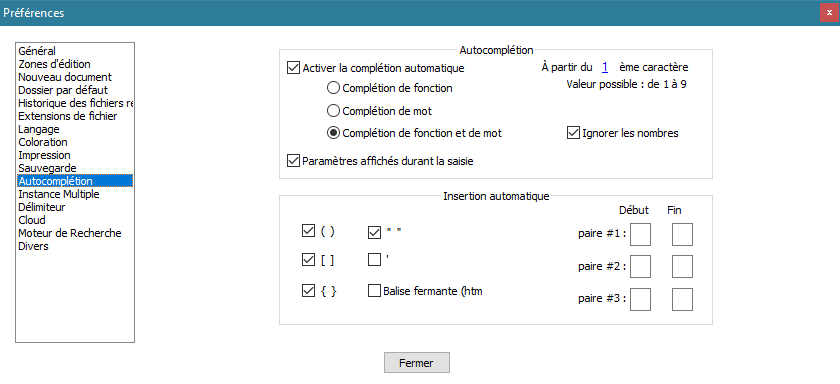 Préférences
x
Général
Zones d'édition
Nouveau document
Dossier par défaut
Historique des fichiers re
Extensions de fichier
Langage
Coloration
Impression
Sauvegarde
Autocomplétion
Instance Multiple
Délimiteur
Cloud
Moteur de Recherche
Divers
Autocomplétion
Activer la complétion automatique
À partir du 1 ème caractère
Valeur possible : de 1 à 9
Complétion de fonction
Complétion de mot
Complétion de fonction et de mot
Ignorer les nombres
Paramètres affichés durant la saisie
Insertion automatique
Début Fin
( ) " " paire #1 :
[ ] ' paire #2 :
{ } Balise fermante (htm paire #3 :
Fermer